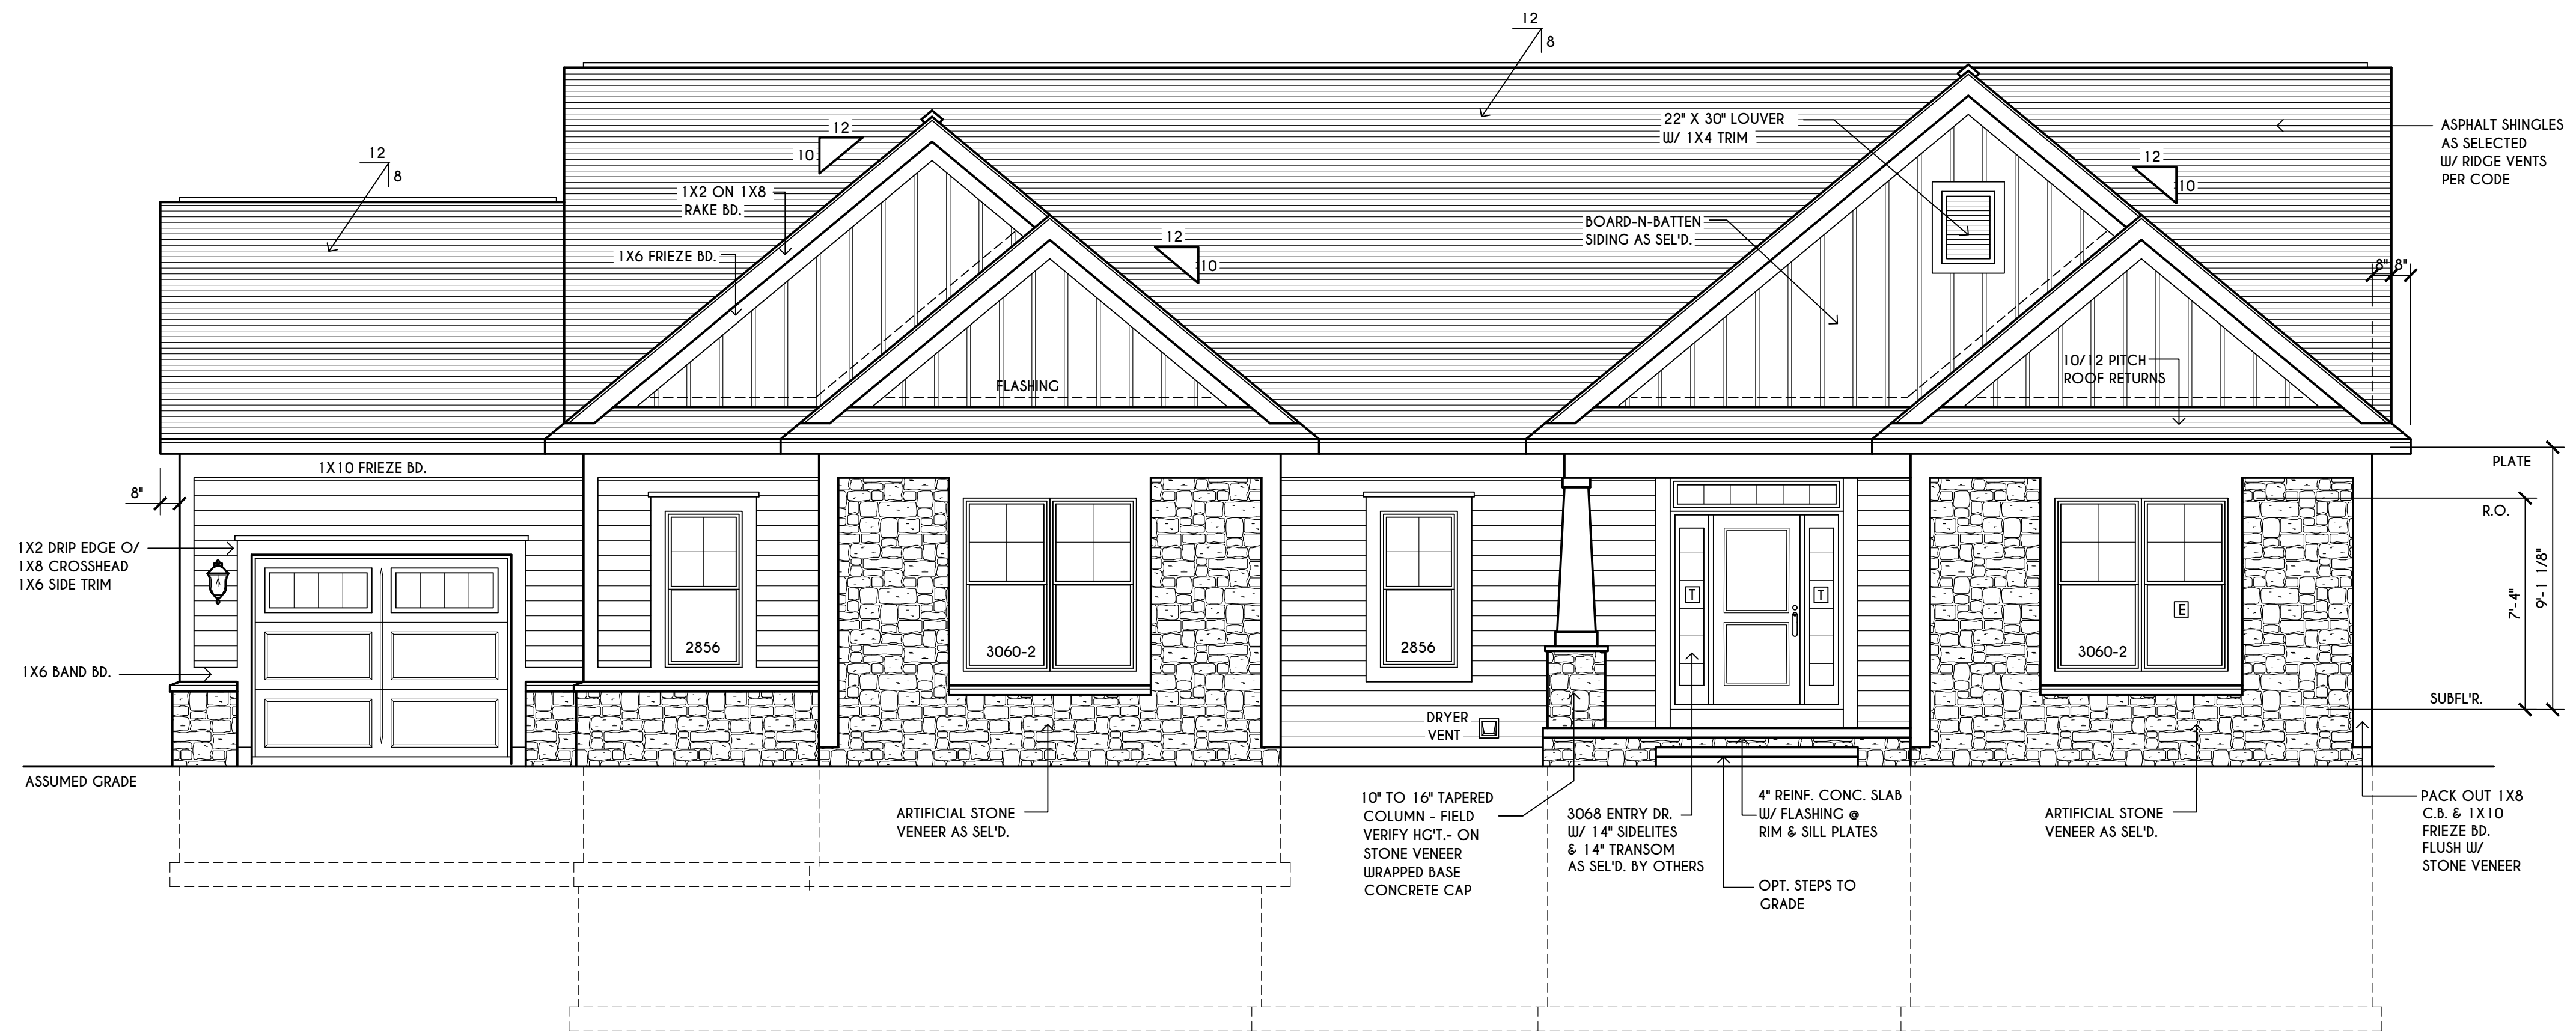 12
8
12
8
12
10
1X2 ON 1X8
RAKE BD.
1X6 FRIEZE BD.
12
10
FLASHING
22" X 30" LOUVER
W/ 1X4 TRIM
BOARD-N-BATTEN
SIDING AS SEL'D.
12
10
ASPHALT SHINGLES
AS SELECTED
W/ RIDGE VENTS
PER CODE
8" 8"
10/12 PITCH
ROOF RETURNS
1X10 FRIEZE BD.
8"
1X2 DRIP EDGE O/
1X8 CROSSHEAD
1X6 SIDE TRIM
1X6 BAND BD.
2856
3060-2
2856
DRYER
VENT
T
T
E
3060-2
PLATE
R.O.
7'-4"
9'-1 1/8"
SUBFL'R.
ASSUMED GRADE
ARTIFICIAL STONE
VENEER AS SEL'D.
10" TO 16" TAPERED
COLUMN - FIELD
VERIFY HG'T.- ON
STONE VENEER
WRAPPED BASE
CONCRETE CAP
3068 ENTRY DR.
W/ 14" SIDELITES
& 14" TRANSOM
AS SEL'D. BY OTHERS
4" REINF. CONC. SLAB
W/ FLASHING @
RIM & SILL PLATES
OPT. STEPS TO
GRADE
ARTIFICIAL STONE
VENEER AS SEL'D.
PACK OUT 1X8
C.B. & 1X10
FRIEZE BD.
FLUSH W/
STONE VENEER